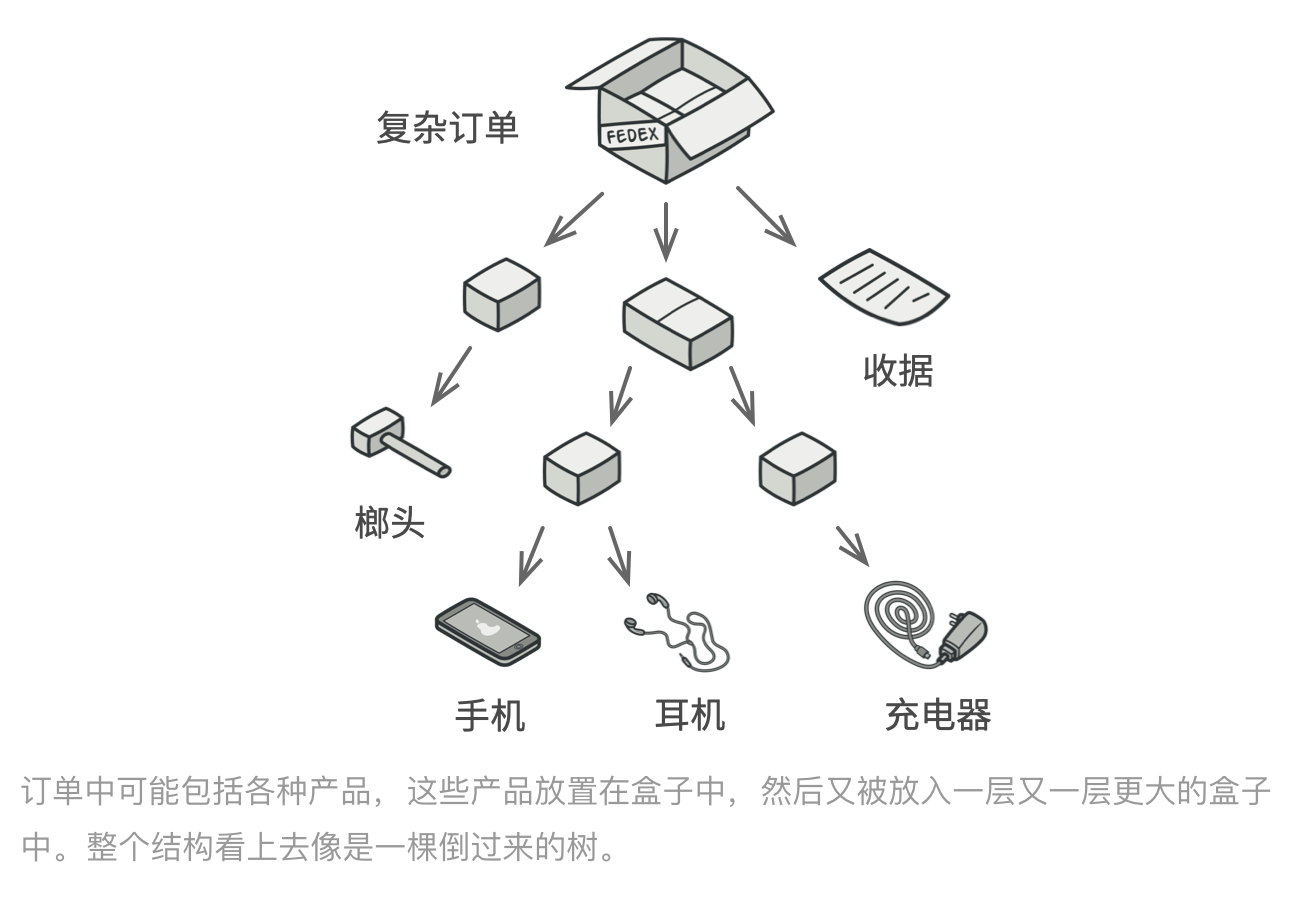 复杂订单
FEDEX
收据
榔头
手机
耳机
充电器
订单中可能包括各种产品，这些产品放置在盒子中，然后又被放入一层又一层更大的盒子
中。整个结构看上去像是一棵倒过来的树。